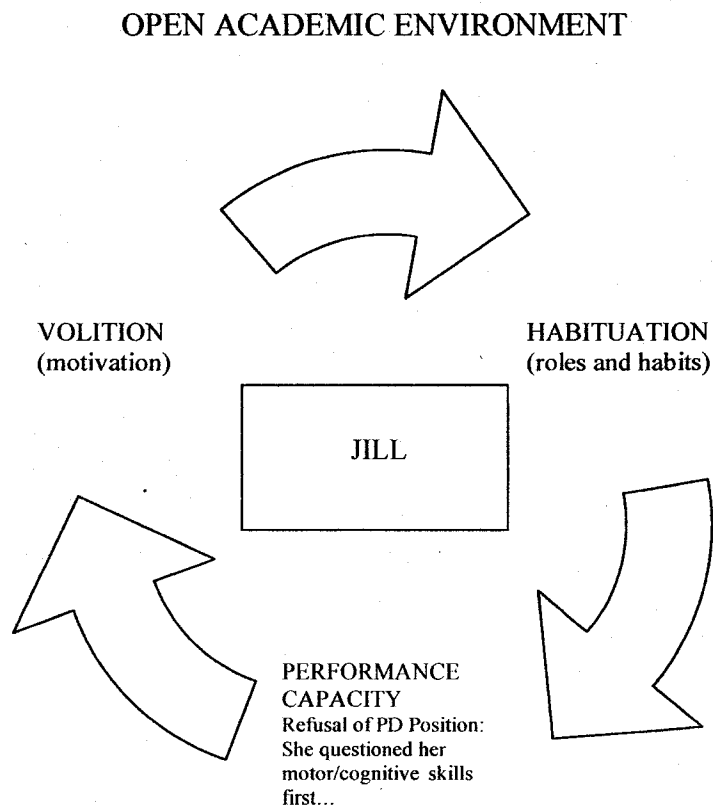 OPEN ACADEMIC ENVIRONMENT
VOLITION
(motivation)
HABITUATION
(roles and habits)
JILL
PERFORMANCE
CAPACITY
Refusal of PD Position:
She questioned her
motor/cognitive skills
first...